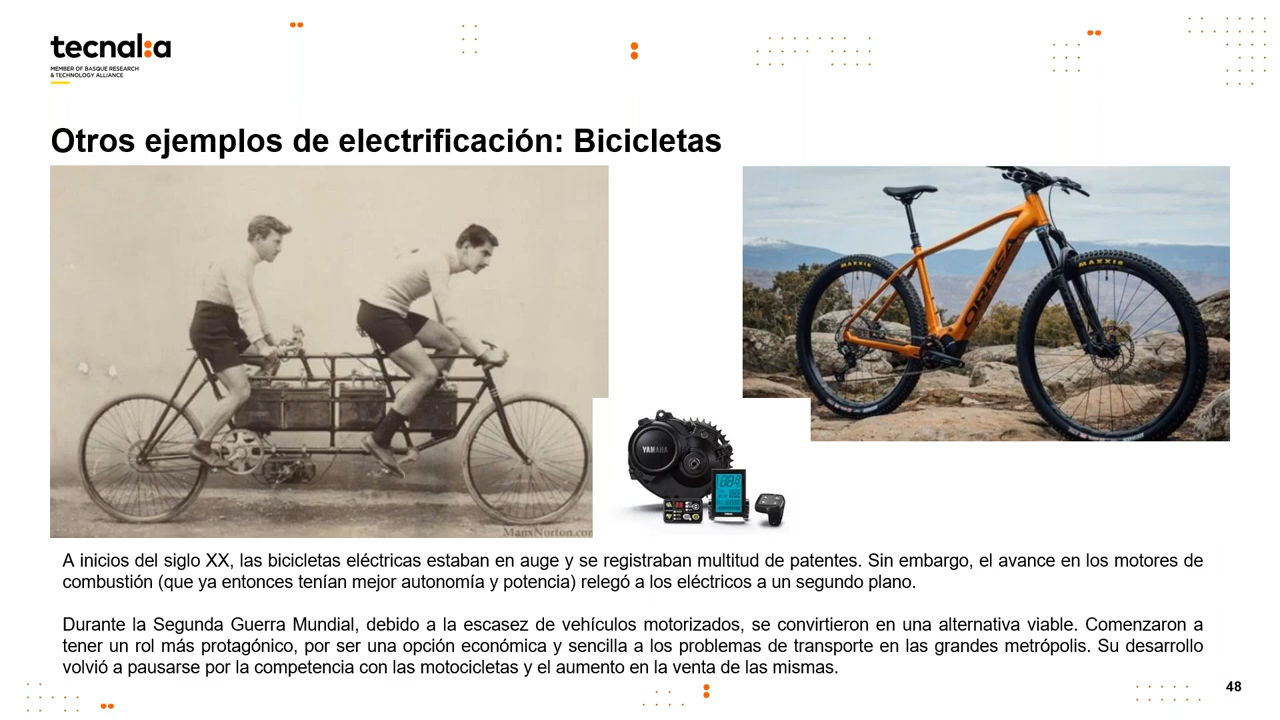 tecnal:a
MEMBER OF BASQUE RESEARCH
& TECHNOLOGY ALLIANCE
Otros ejemplos de electrificación: Bicicletas
MAXXIS
MAXXIS
ORBEA
YAMAHA
ManxNorton.com
A inicios del siglo XX, las bicicletas eléctricas estaban en auge y se registraban multitud de patentes. Sin embargo, el avance en los motores de
combustión (que ya entonces tenían mejor autonomía y potencia) relegó a los eléctricos a un segundo plano.
Durante la Segunda Guerra Mundial, debido a la escasez de vehículos motorizados, se convirtieron en una alternativa viable. Comenzaron a
tener un rol más protagónico, por ser una opción económica y sencilla a los problemas de transporte en las grandes metrópolis. Su desarrollo
volvió a pausarse por la competencia con las motocicletas y el aumento en la venta de las mismas.
48